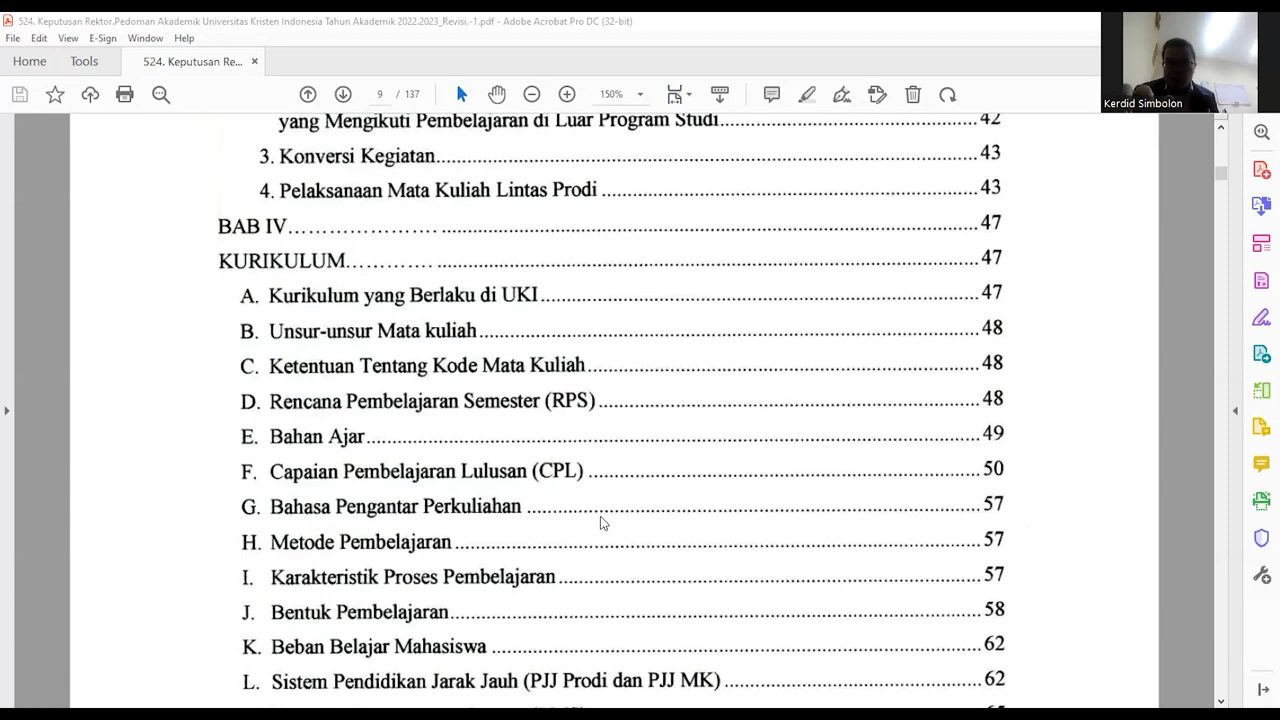 524. Keputusan Rektor.Pedoman Akademik Universitas Kristen Indonesia Tahun Akademik 2022.2023_Revisi.-1.pdf - Adobe Acrobat Pro DC (32-bit)
File Edit View E-Sign Window Help
Home Tools 524. Keputusan Re... ×
9 / 137 150%
Kerdid Simbolon
yang Mengikuti Pembelajaran di Luar Program Studi 42
3. Konversi Kegiatan 43
4. Pelaksanaan Mata Kuliah Lintas Prodi 43
BAB IV 47
KURIKULUM 47
A. Kurikulum yang Berlaku di UKI 47
B. Unsur-unsur Mata kuliah 48
C. Ketentuan Tentang Kode Mata Kuliah 48
D. Rencana Pembelajaran Semester (RPS) 48
E. Bahan Ajar 49
F. Capaian Pembelajaran Lulusan (CPL) 50
G. Bahasa Pengantar Perkuliahan 57
H. Metode Pembelajaran 57
I. Karakteristik Proses Pembelajaran 57
J. Bentuk Pembelajaran 58
K. Beban Belajar Mahasiswa 62
L. Sistem Pendidikan Jarak Jauh (PJJ Prodi dan PJJ MK) 62